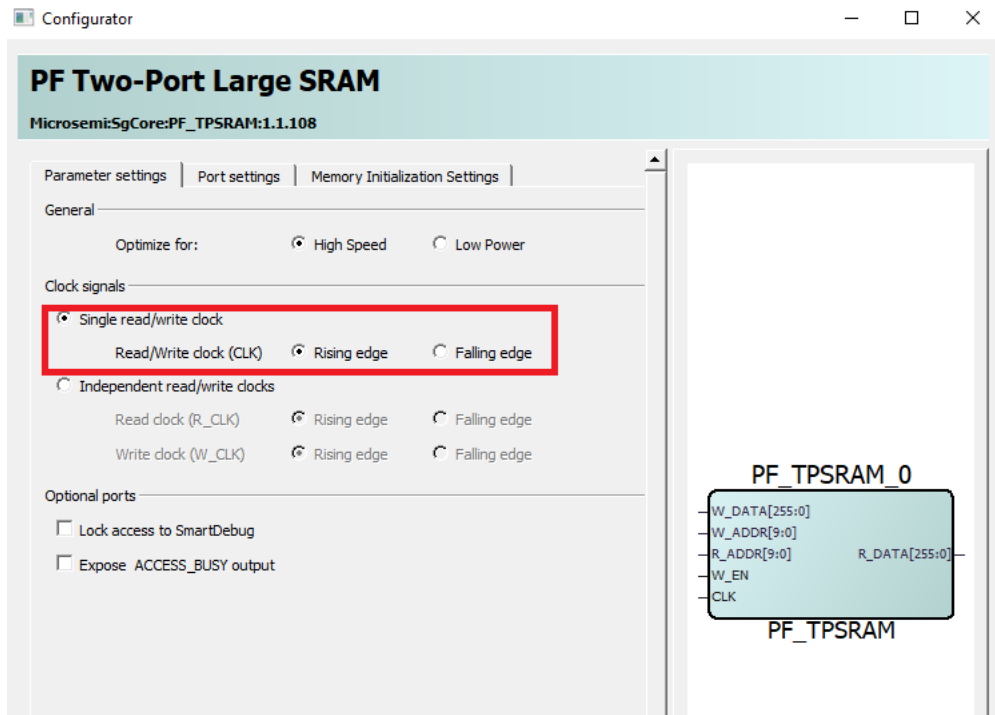 Configurator
PF Two-Port Large SRAM
Microsemi:SgCore:PF_TPSRAM:1.1.108
Parameter settings Port settings Memory Initialization Settings
General
Optimize for: High Speed Low Power
Clock signals
Single read/write clock
Read/Write clock (CLK) Rising edge Falling edge
Independent read/write clocks
Read clock (R_CLK) Rising edge Falling edge
Write clock (W_CLK) Rising edge Falling edge
Optional ports
Lock access to SmartDebug
Expose ACCESS_BUSY output
PF_TPSRAM_0
W_DATA[255:0]
W_ADDR[9:0]
R_ADDR[9:0] R_DATA[255:0]
W_EN
CLK
PF_TPSRAM